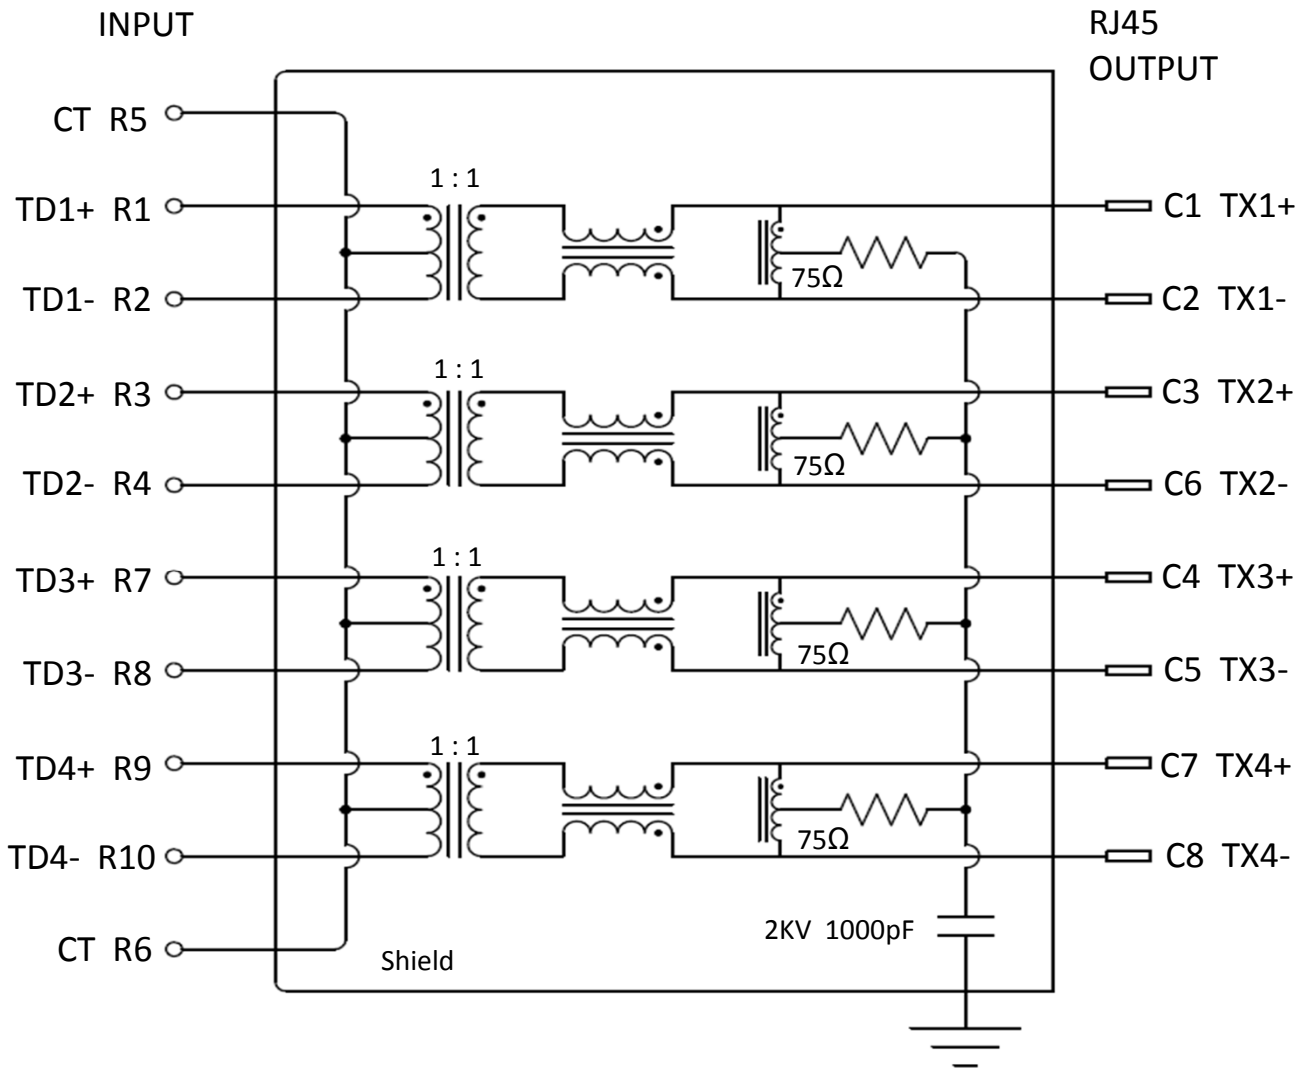 INPUT
RJ45
OUTPUT
CT R5
1 : 1
TD1+ R1
C1 TX1+
75Ω
TD1- R2
C2 TX1-
1 : 1
TD2+ R3
C3 TX2+
75Ω
TD2- R4
C6 TX2-
1 : 1
TD3+ R7
C4 TX3+
75Ω
TD3- R8
C5 TX3-
1 : 1
TD4+ R9
C7 TX4+
75Ω
TD4- R10
C8 TX4-
2KV 1000pF
CT R6
Shield